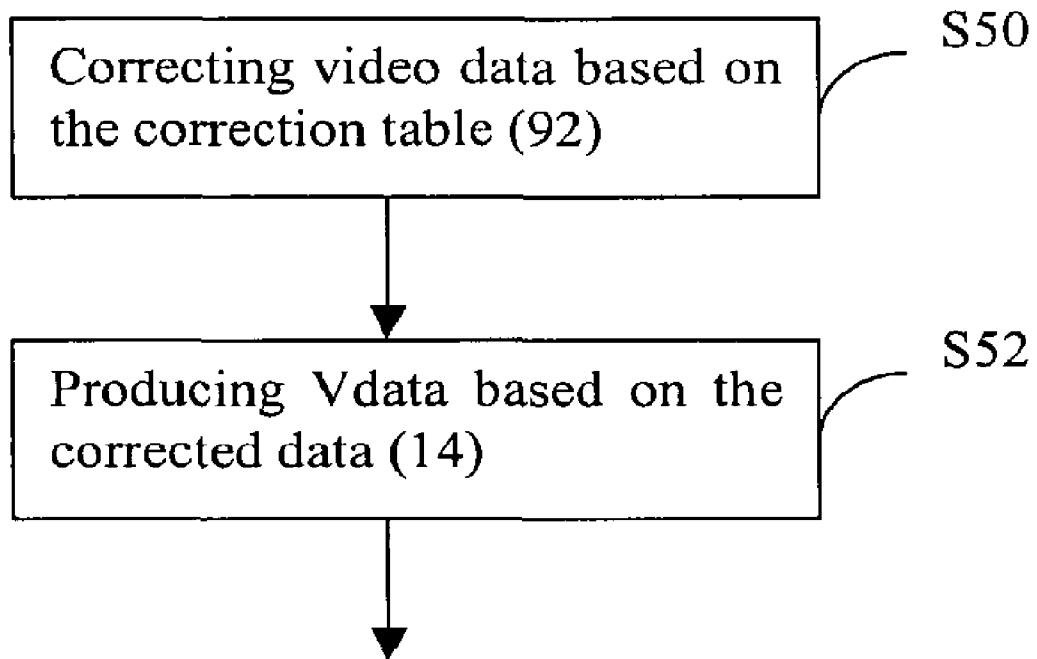 S50
Correcting video data based on
the correction table (92)
S52
Producing Vdata based on the
corrected data (14)